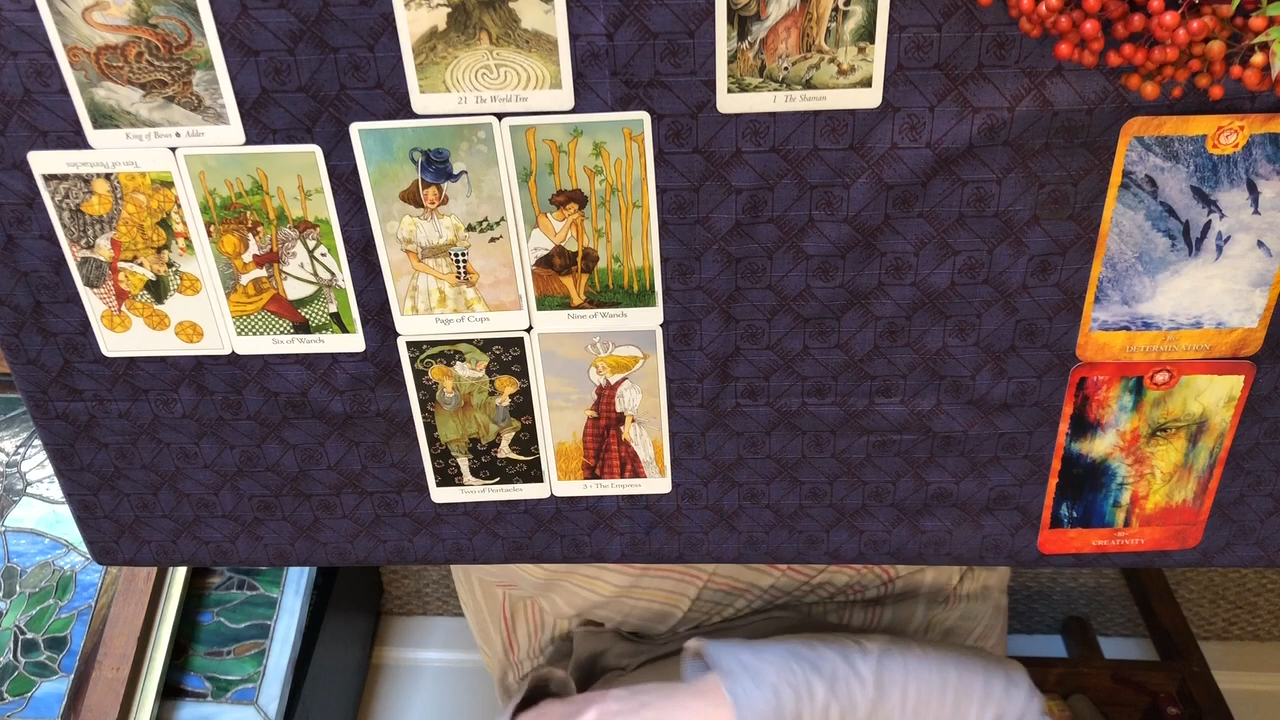 King of Bows Adder
21 The World Tree
1 The Shaman
Ten of Pentacles
Six of Wands
Page of Cups
Nine of Wands
Two of Pentacles
3 • The Empress
DETERMINATION
CREATIVITY